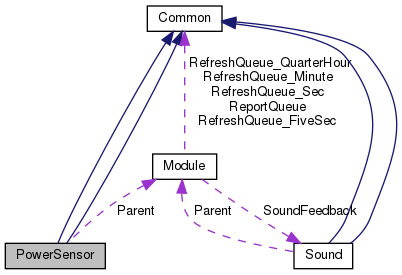 Common
RefreshQueue_QuarterHour
RefreshQueue_Minute
RefreshQueue_Sec
ReportQueue
RefreshQueue_FiveSec
Module
Parent
Parent
SoundFeedback
PowerSensor
Sound